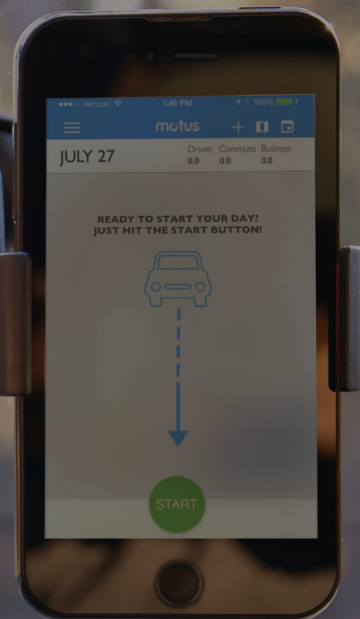 Verizon 1:46 PM 100%
motus
JULY 27
Driven Commute Business
0.0 0.0 0.0
READY TO START YOUR DAY?
JUST HIT THE START BUTTON!
START